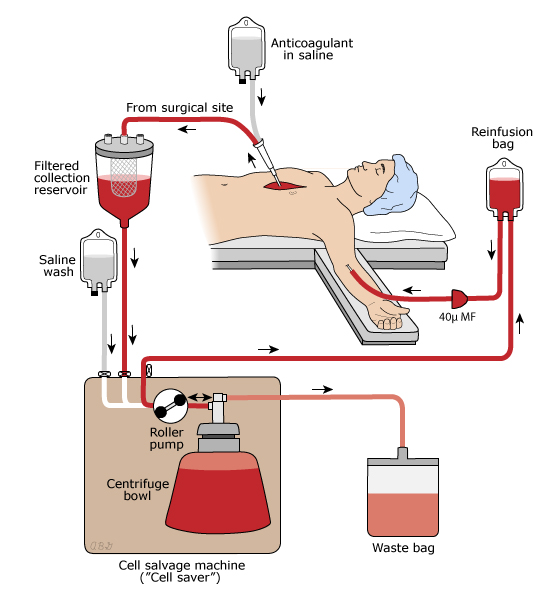 Anticoagulant
in saline
From surgical site
Reinfusion
bag
Filtered
collection
reservoir
Saline
wash
40μ MF
Roller
pump
Centrifuge
bowl
Waste bag
Cell salvage machine
("Cell saver")